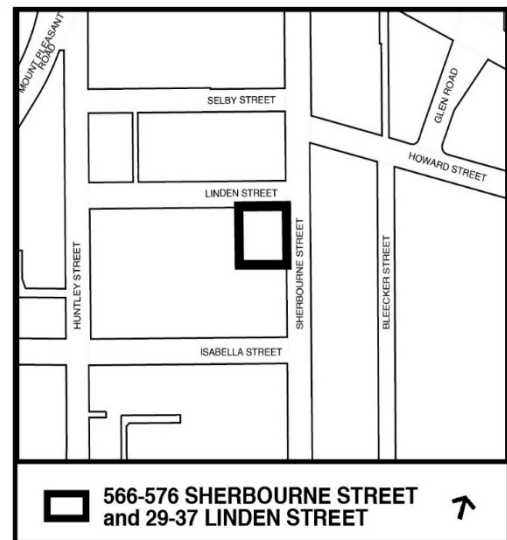 MOUNT PLEASANT
ROAD
SELBY STREET
GLEN ROAD
HOWARD STREET
LINDEN STREET
HUNTLEY STREET
SHERBOURNE STREET
BLEECKER STREET
ISABELLA STREET
566-576 SHERBOURNE STREET
and 29-37 LINDEN STREET